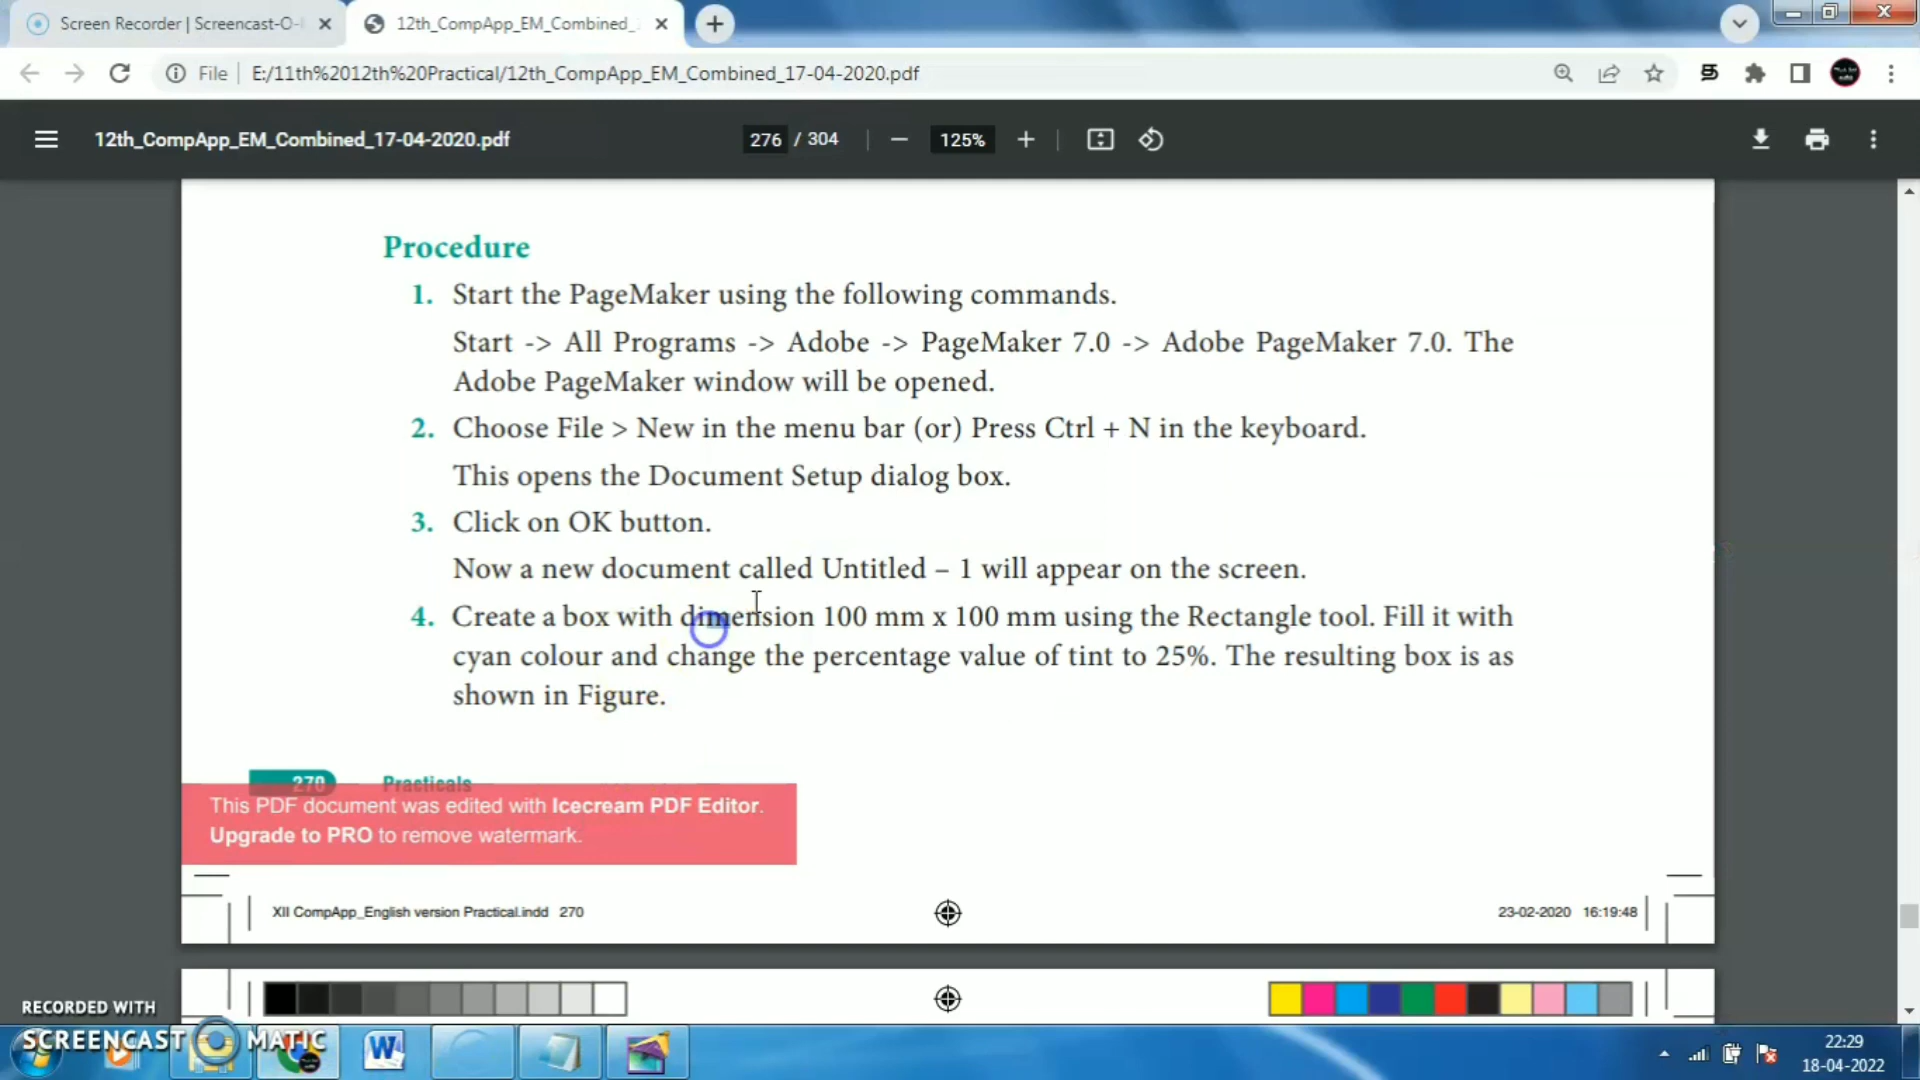 Screen Recorder | Screencast-O-
12th_CompApp_EM_Combined_
File
E:/11th%2012th%20Practical/12th_CompApp_EM_Combined_17-04-2020.pdf
12th_CompApp_EM_Combined_17-04-2020.pdf
276 / 304
125%
Procedure
1. Start the PageMaker using the following commands.
Start -> All Programs -> Adobe -> PageMaker 7.0 -> Adobe PageMaker 7.0. The
Adobe PageMaker window will be opened.
2. Choose File > New in the menu bar (or) Press Ctrl + N in the keyboard.
This opens the Document Setup dialog box.
3. Click on OK button.
Now a new document called Untitled – 1 will appear on the screen.
4. Create a box with dimension 100 mm x 100 mm using the Rectangle tool. Fill it with
cyan colour and change the percentage value of tint to 25%. The resulting box is as
shown in Figure.
270 Practicals
This PDF document was edited with Icecream PDF Editor.
Upgrade to PRO to remove watermark.
XII CompApp_English version Practical.indd 270
23-02-2020 16:19:48
RECORDED WITH
SCREENCAST MATIC
22:29
18-04-2022